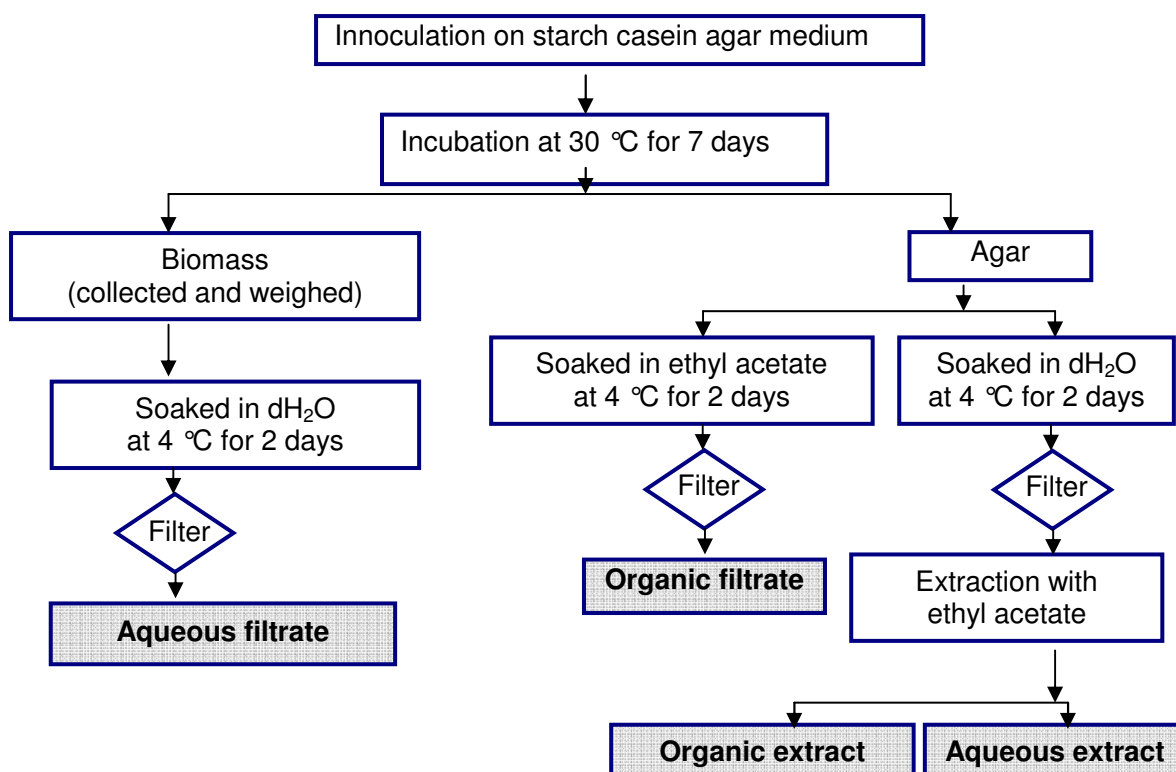 Innoculation on starch casein agar medium
Incubation at 30 °C for 7 days
Biomass
(collected and weighed)
Agar
Soaked in ethyl acetate
at 4 °C for 2 days
Soaked in dH₂O
at 4 °C for 2 days
Soaked in dH₂O
at 4 °C for 2 days
Filter
Filter
Filter
Organic filtrate
Extraction with
ethyl acetate
Aqueous filtrate
Organic extract
Aqueous extract